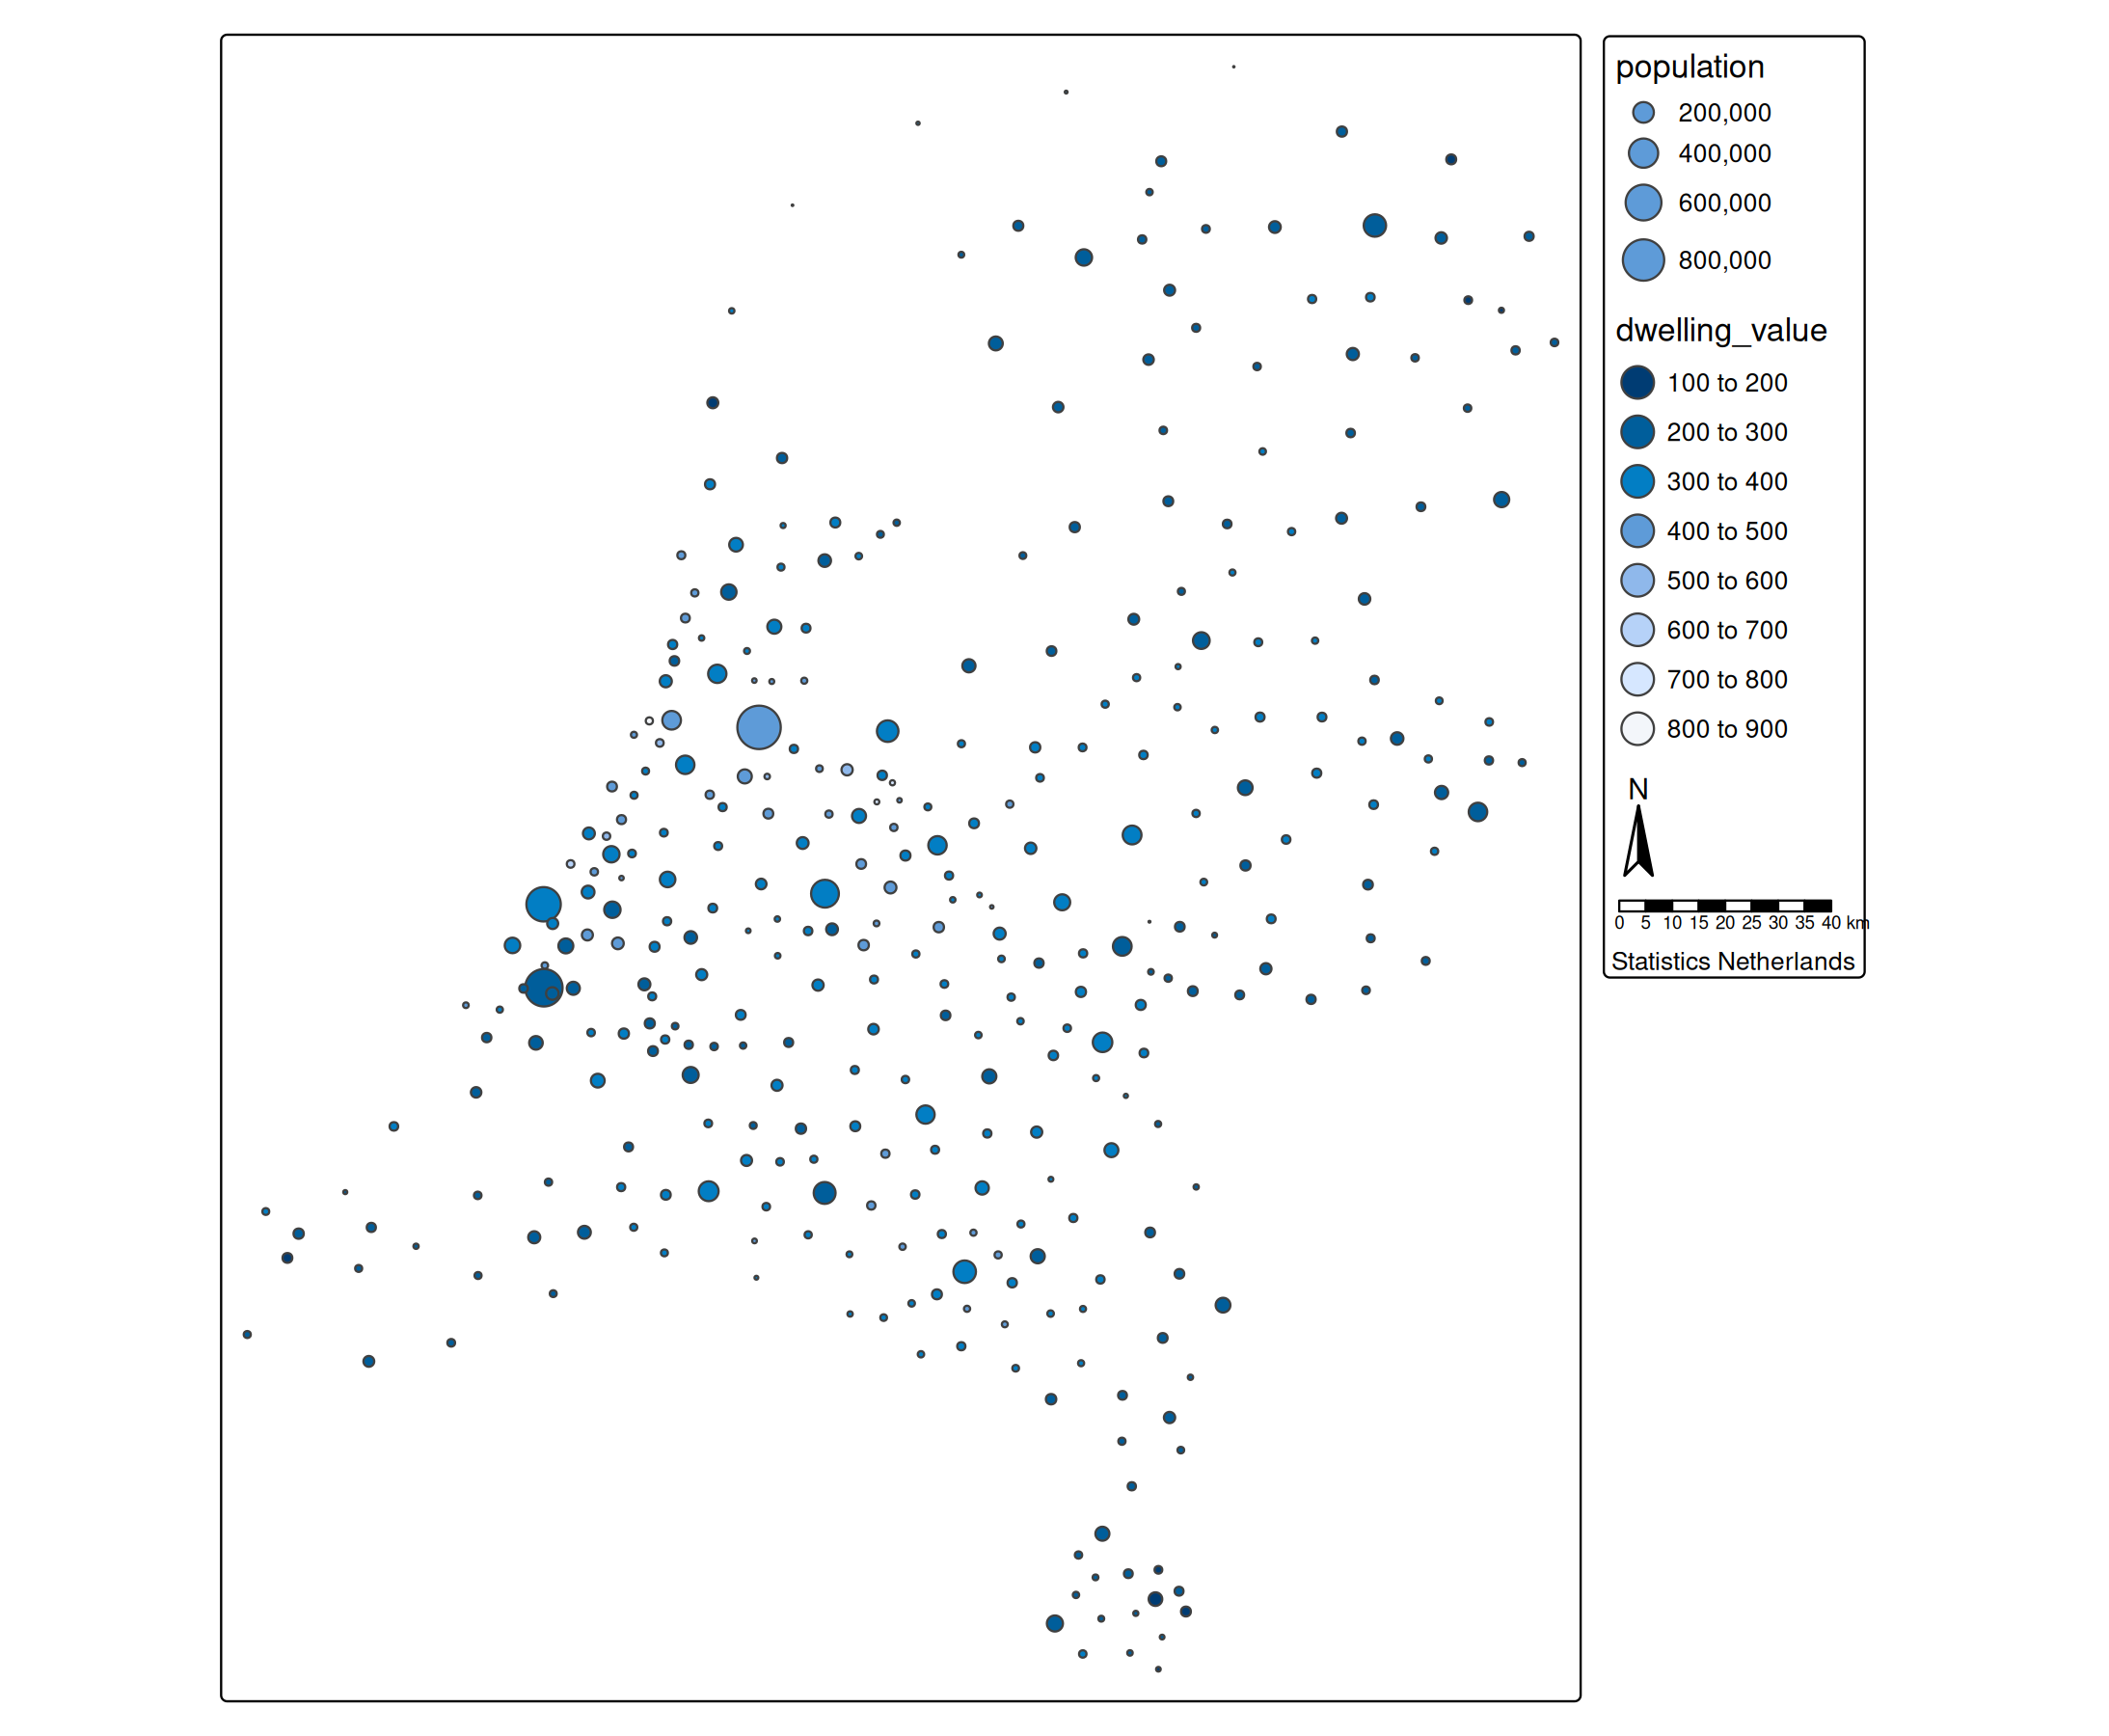 population
200,000
400,000
600,000
800,000
dwelling_value
100 to 200
200 to 300
300 to 400
400 to 500
500 to 600
600 to 700
700 to 800
800 to 900
N
0 5 10 15 20 25 30 35 40 km
Statistics Netherlands